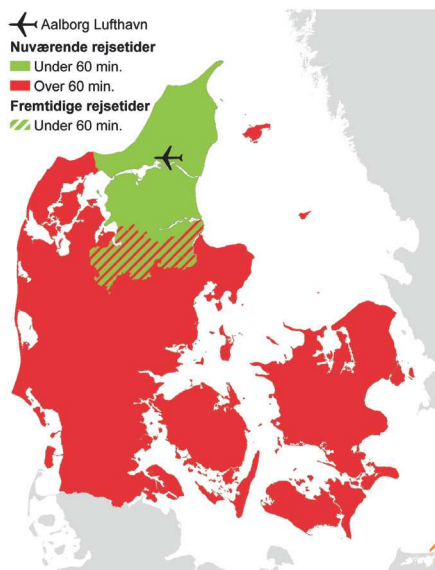 Aalborg Lufthavn
Nuværende rejsetider
Under 60 min.
Over 60 min.
Fremtidige rejsetider
Under 60 min.